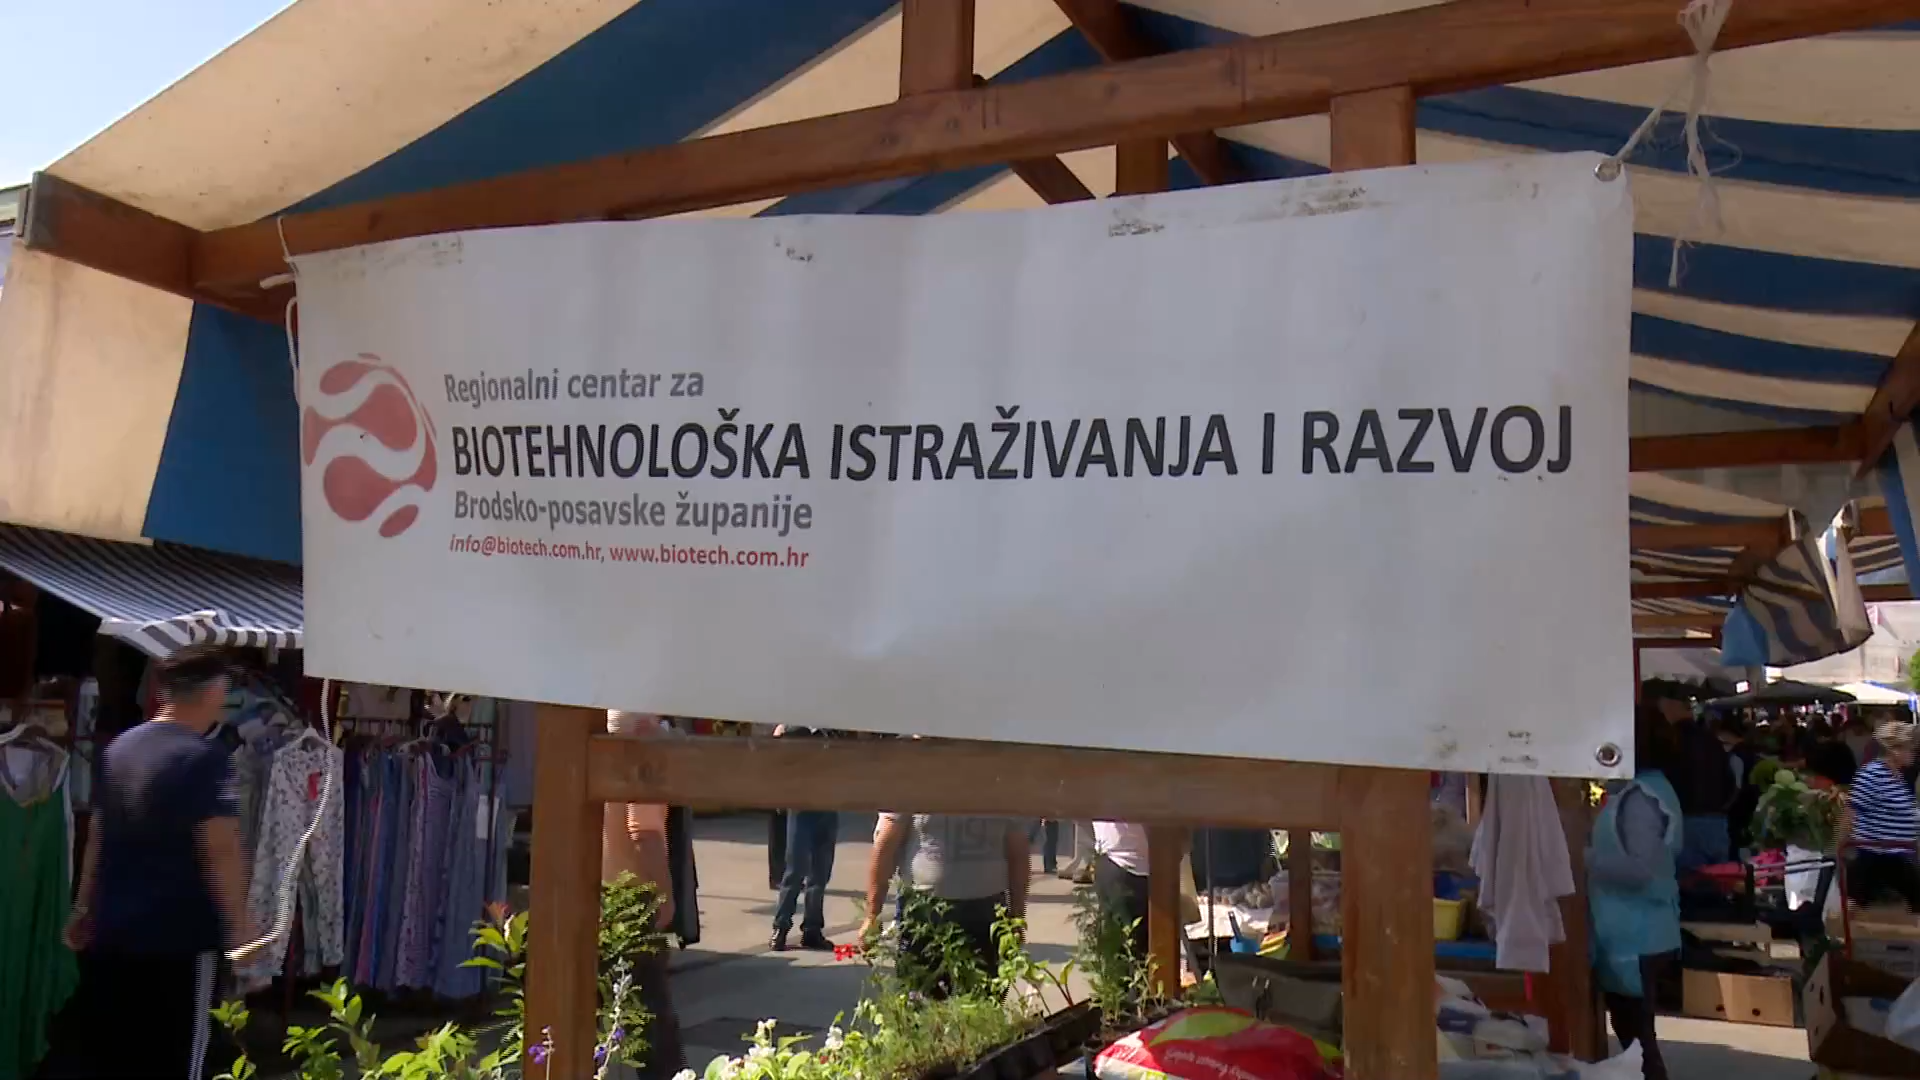 Regionalni centar za
BIOTEHNOLOŠKA ISTRAŽIVANJA I RAZVOJ
Brodsko-posavske županije
info@biotech.com.hr, www.biotech.com.hr